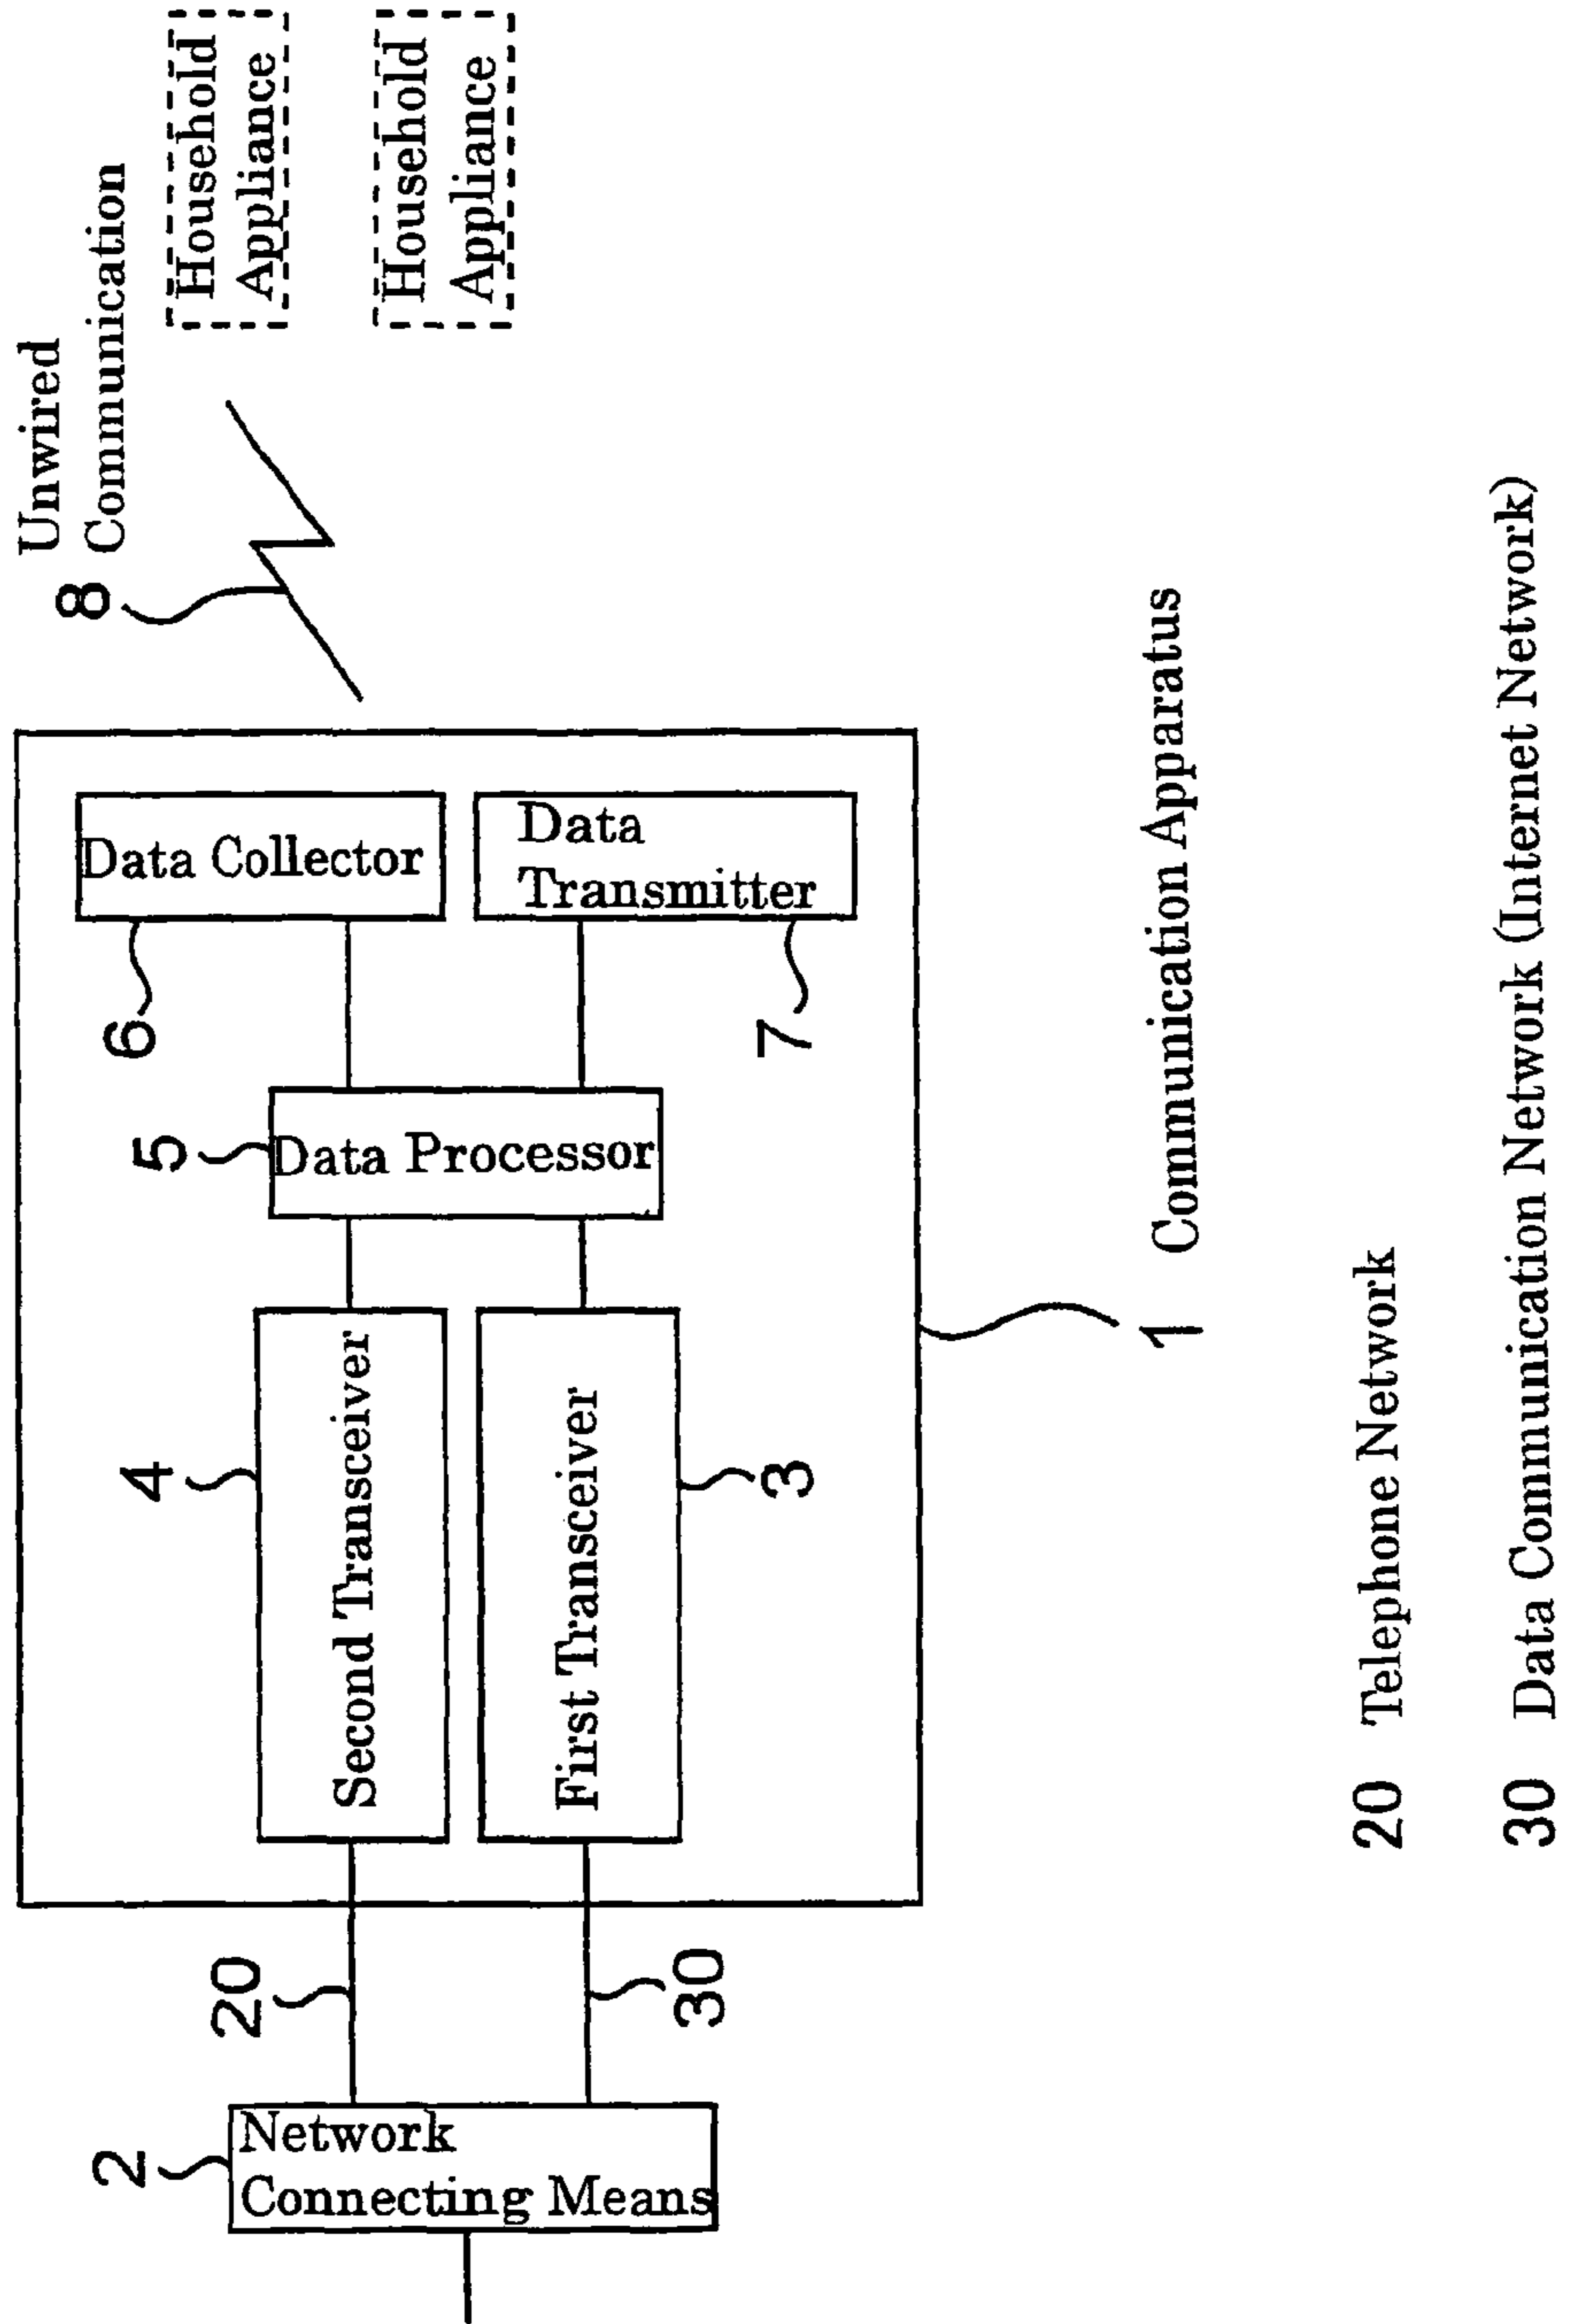 Unwired
8 Communication
Household
Appliance
Household
Appliance
Data Collector
6
Data
Transmitter
7
5
Data Processor
4
Second Transceiver
First Transceiver
3
20
30
2
Network
Connecting Means
1 Communication Apparatus
20 Telephone Network
30 Data Communication Network (Internet Network)